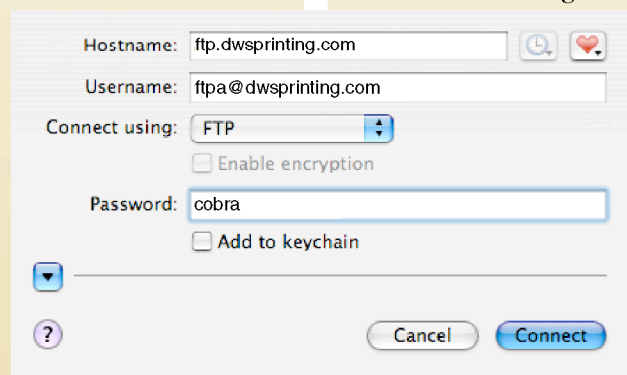 Hostname: ftp.dwsprinting.com
Username: ftpa@dwsprinting.com
Connect using: FTP
Enable encryption
Password: cobra
Add to keychain
? Cancel Connect